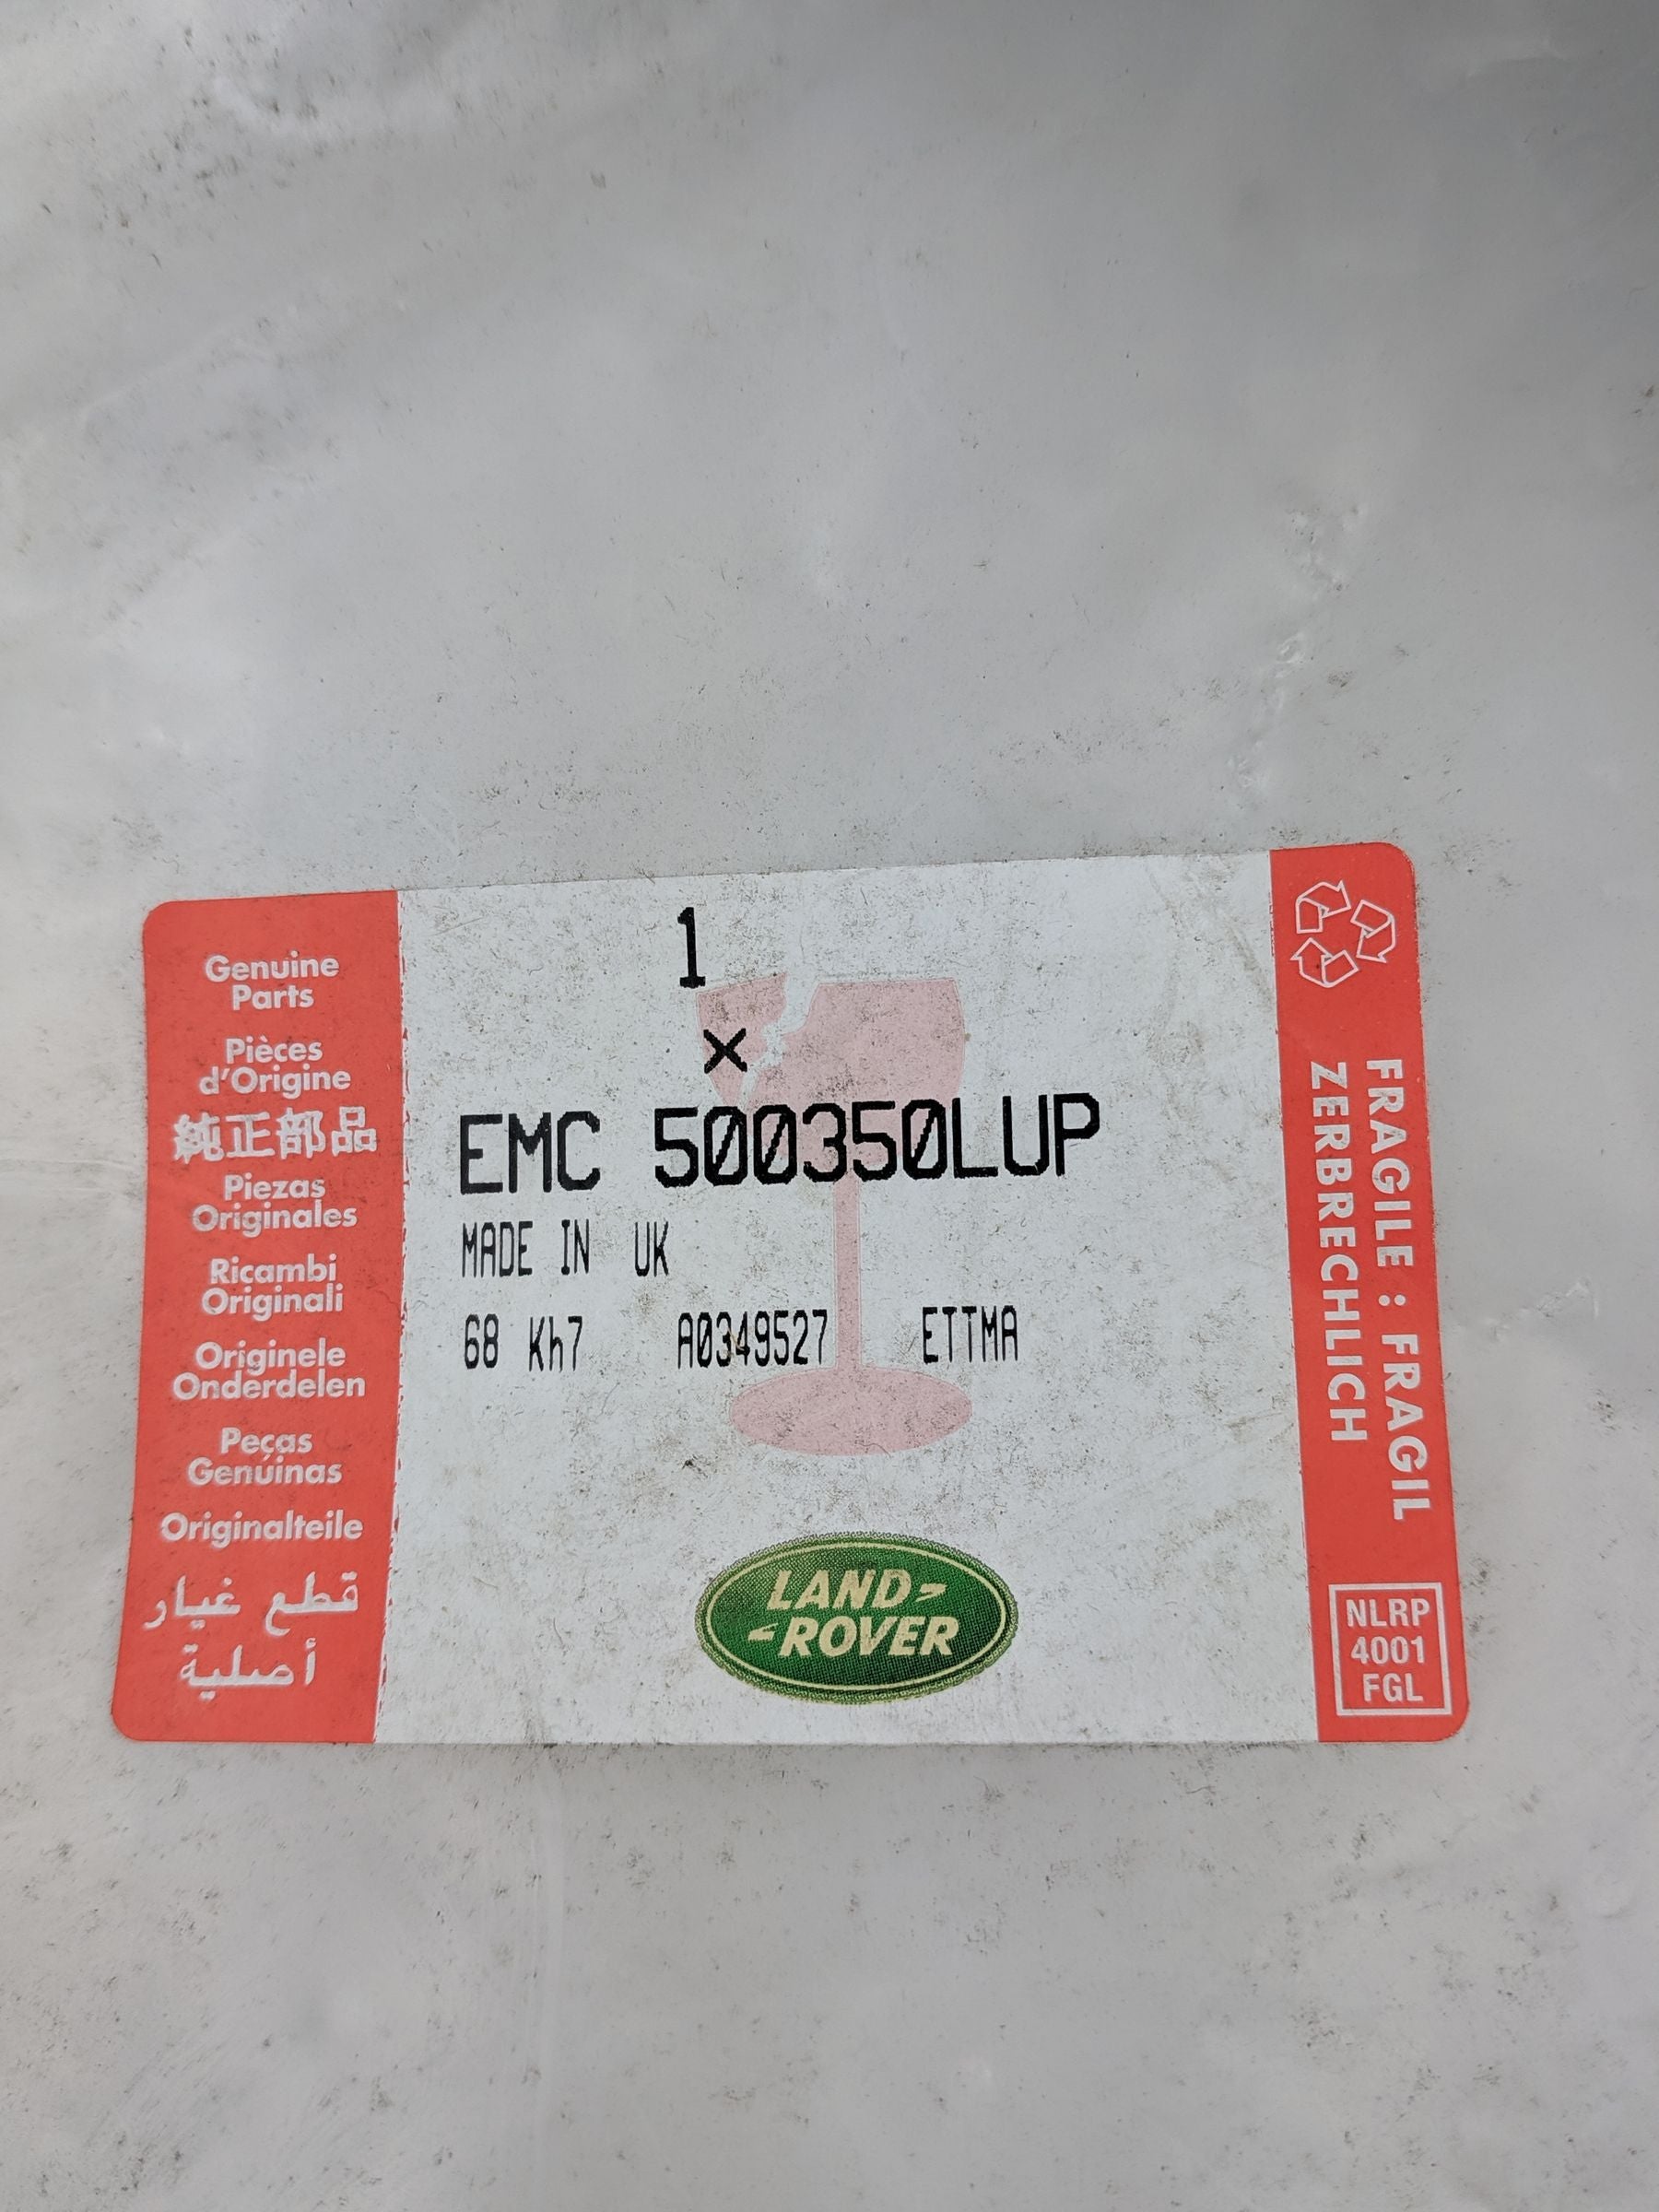 Genuine
Parts
Pièces
d'Origine
純正部品
Piezas
Originales
Ricambi
Originali
Originele
Onderdelen
Peças
Genúinas
Originalteile
قطع غيار
أصلية
1
x
EMC 500350LUP
MADE IN UK
68 Kh7 A0349527 ETTMA
LAND-
-ROVER
FRAGILE : FRAGIL
ZERBRECHLICH
NLRP
4001
FGL